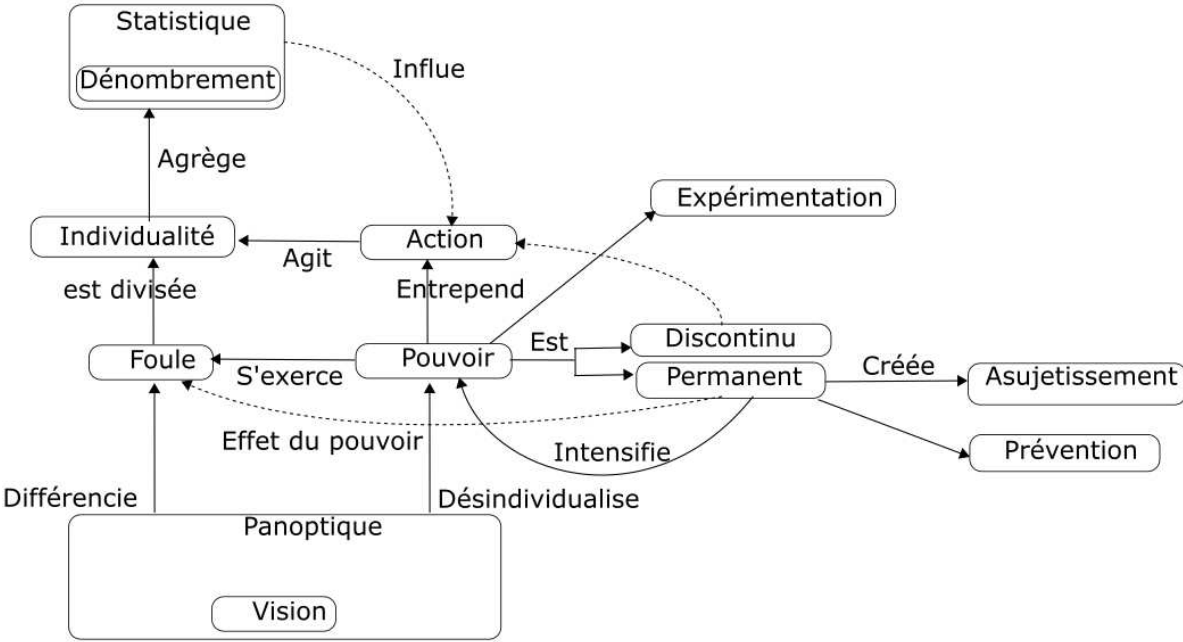 Statistique
Dénombrement
Influe
Agrège
Expérimentation
Individualité
Agit
Action
est divisée
Entrepend
Foule
S'exerce
Pouvoir
Est
Discontinu
Permanent
Créée
Asujetissement
Effet du pouvoir
Intensifie
Prévention
Différencie
Désindividualise
Panoptique
Vision